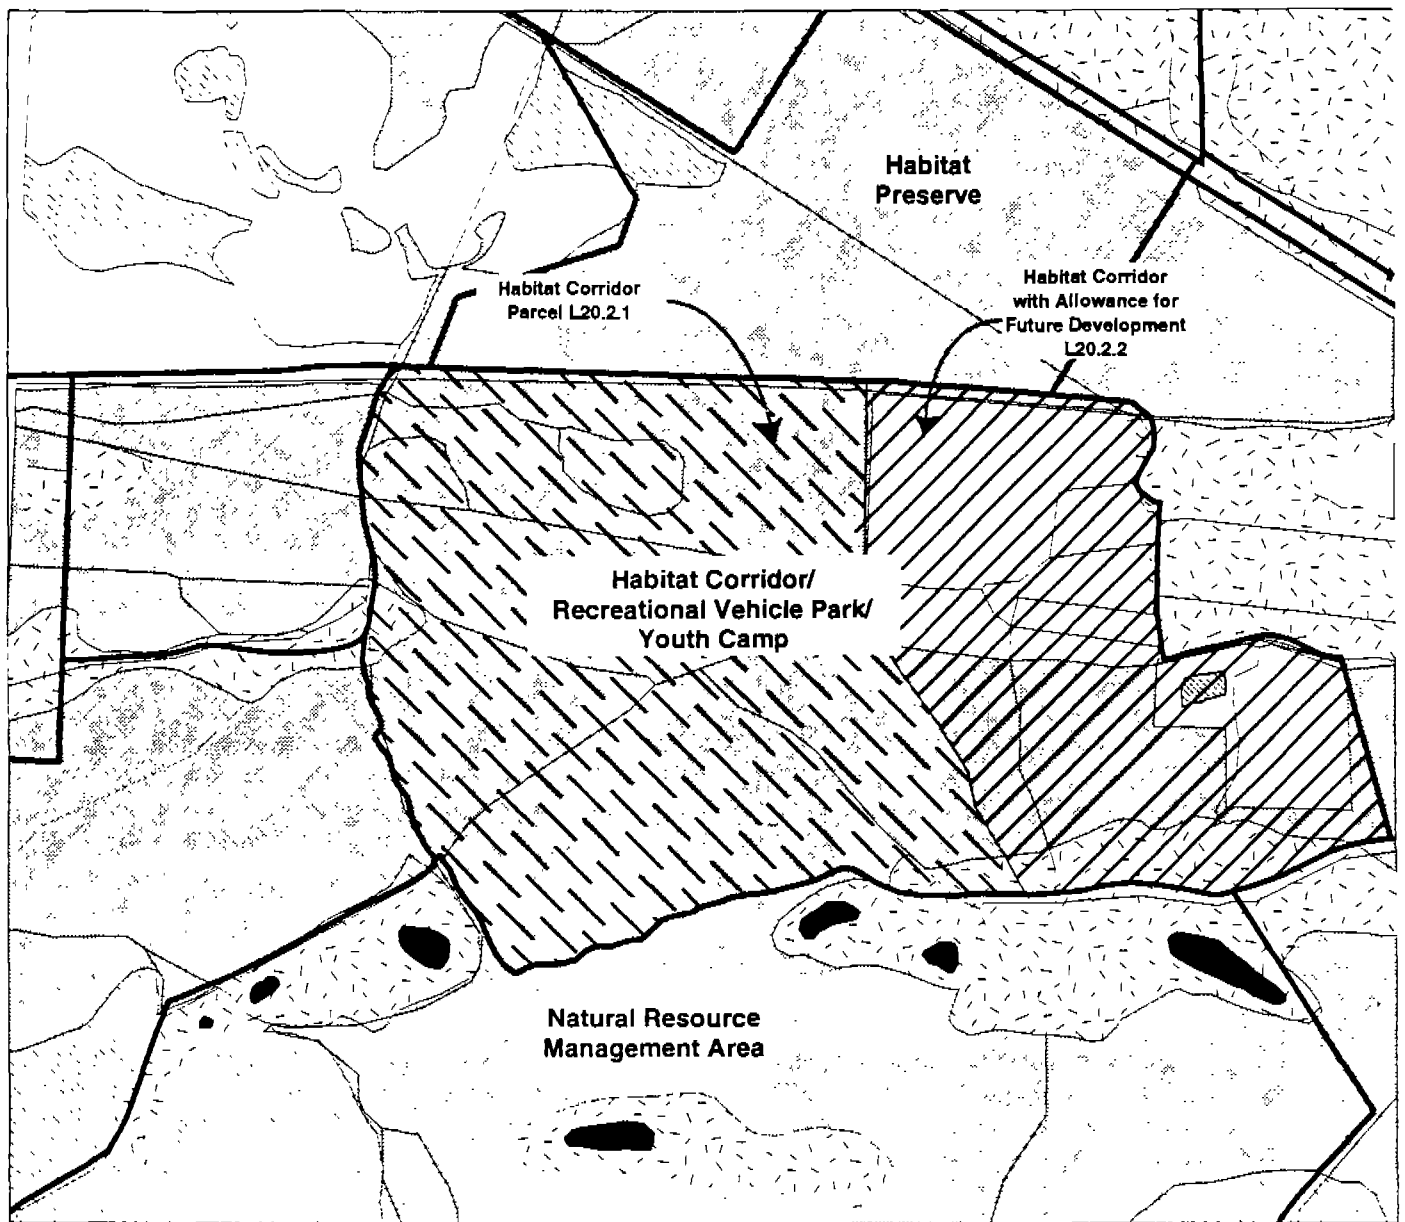 Habitat
Preserve
Habitat Corridor
Parcel L20.2.1
Habitat Corridor
with Allowance for
Future Development
L20.2.2
Habitat Corridor/
Recreational Vehicle Park/
Youth Camp
Natural Resource
Management Area